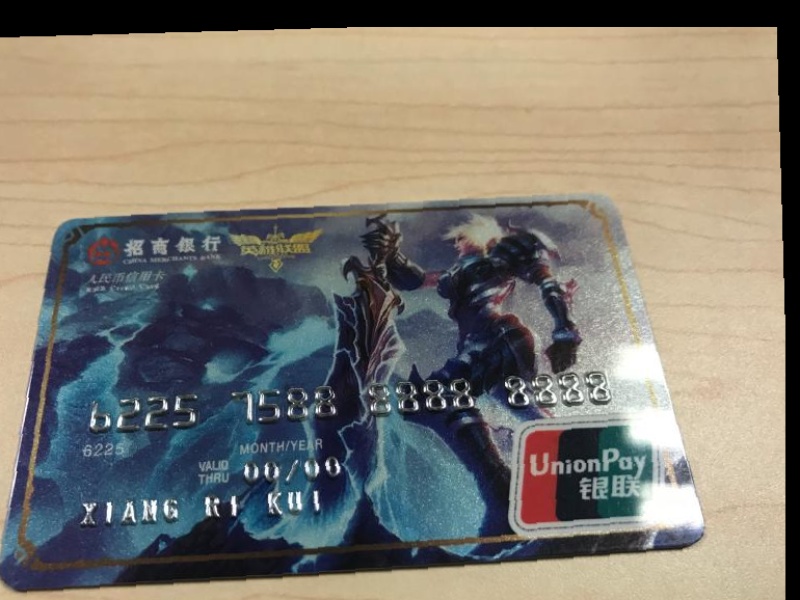 招商银行
CHINA MERCHANTS BANK
英雄联盟
人民币信用卡
RMB Credit Card
6225 7588 8888 8888
6225
MONTH/YEAR
VALID THRU 00/00
XIANG RI KUI
UnionPay
银联